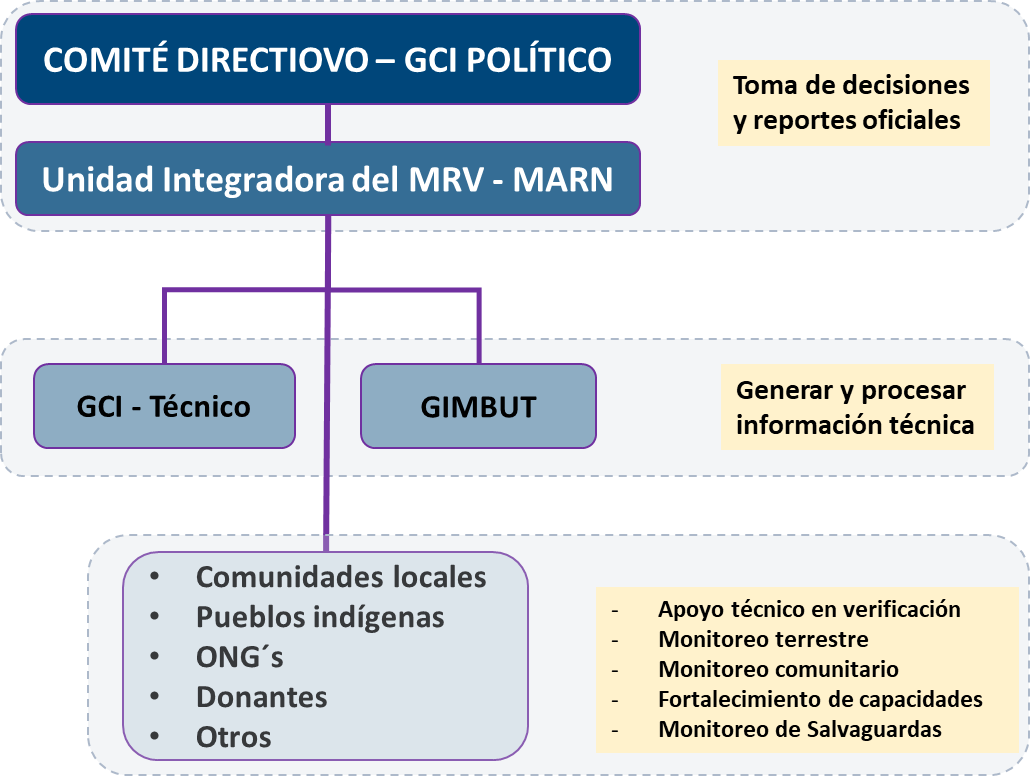 COMITÉ DIRECTIOVO – GCI POLÍTICO
Toma de decisiones
y reportes oficiales
Unidad Integradora del MRV - MARN
GCI - Técnico
GIMBUT
Generar y procesar
información técnica
• Comunidades locales
• Pueblos indígenas
• ONG´s
• Donantes
• Otros
- Apoyo técnico en verificación
- Monitoreo terrestre
- Monitoreo comunitario
- Fortalecimiento de capacidades
- Monitoreo de Salvaguardas